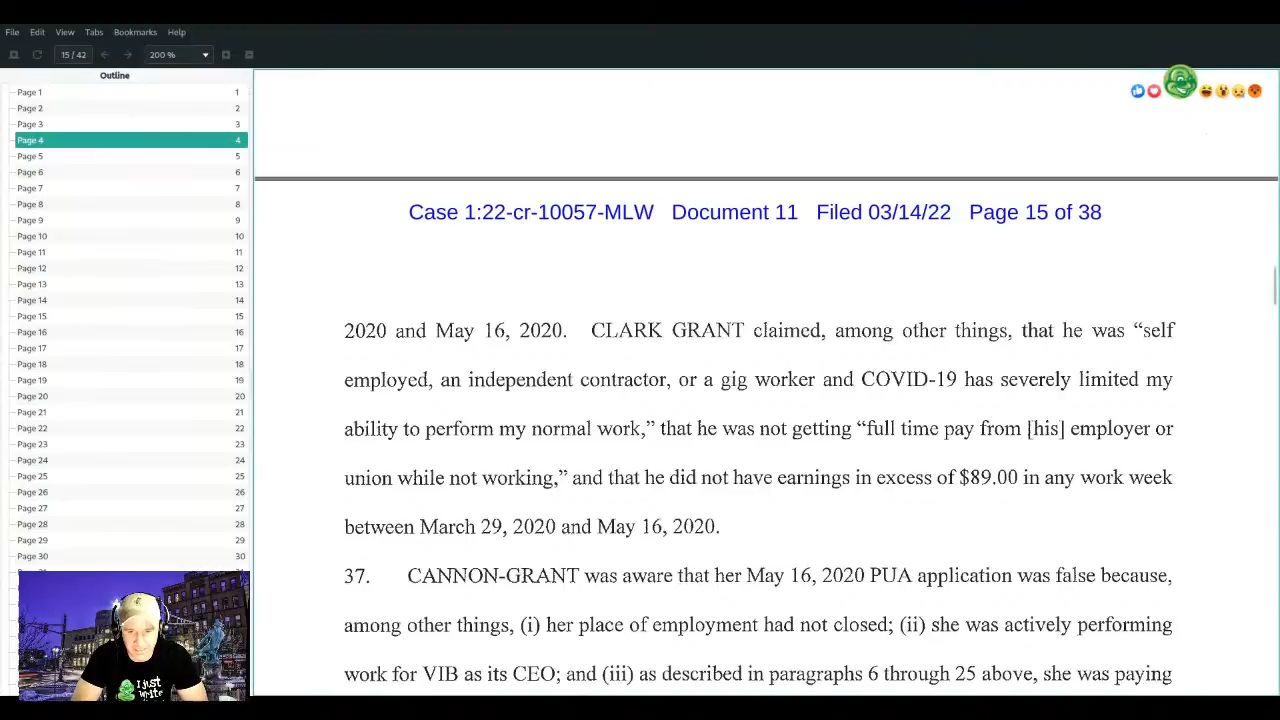 File Edit View Tabs Bookmarks Help
15 / 42 200 %
Outline
Page 1 1
Page 2 2
Page 3 3
Page 4 4
Page 5 5
Page 6 6
Page 7 7
Page 8 8
Page 9 9
Page 10 10
Page 11 11
Page 12 12
Page 13 13
Page 14 14
Page 15 15
Page 16 16
Page 17 17
Page 18 18
Page 19 19
Page 20 20
Page 21 21
Page 22 22
Page 23 23
Page 24 24
Page 25 25
Page 26 26
Page 27 27
Page 28 28
Page 29 29
Page 30 30
Case 1:22-cr-10057-MLW Document 11 Filed 03/14/22 Page 15 of 38
2020 and May 16, 2020. CLARK GRANT claimed, among other things, that he was “self
employed, an independent contractor, or a gig worker and COVID-19 has severely limited my
ability to perform my normal work,” that he was not getting “full time pay from [his] employer or
union while not working,” and that he did not have earnings in excess of $89.00 in any work week
between March 29, 2020 and May 16, 2020.
37. CANNON-GRANT was aware that her May 16, 2020 PUA application was false because,
among other things, (i) her place of employment had not closed; (ii) she was actively performing
work for VIB as its CEO; and (iii) as described in paragraphs 6 through 25 above, she was paying
I just
write